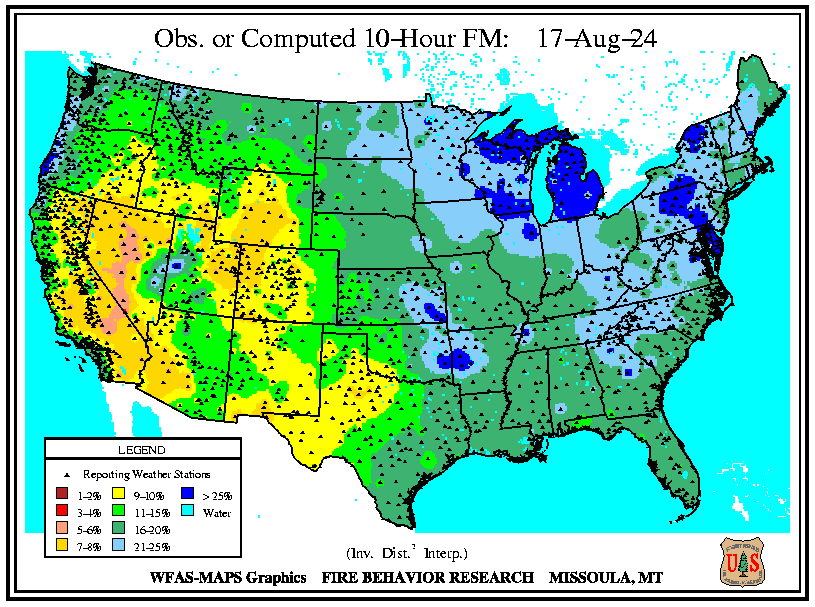 Obs. or Computed 10-Hour FM: 17-Aug-24
LEGEND
Reporting Weather Stations
1-2% 9-10% > 25%
3-4% 11-15% Water
5-6% 16-20%
7-8% 21-25%
(Inv. Dist.² Interp.)
WFAS-MAPS Graphics FIRE BEHAVIOR RESEARCH MISSOULA, MT
U S